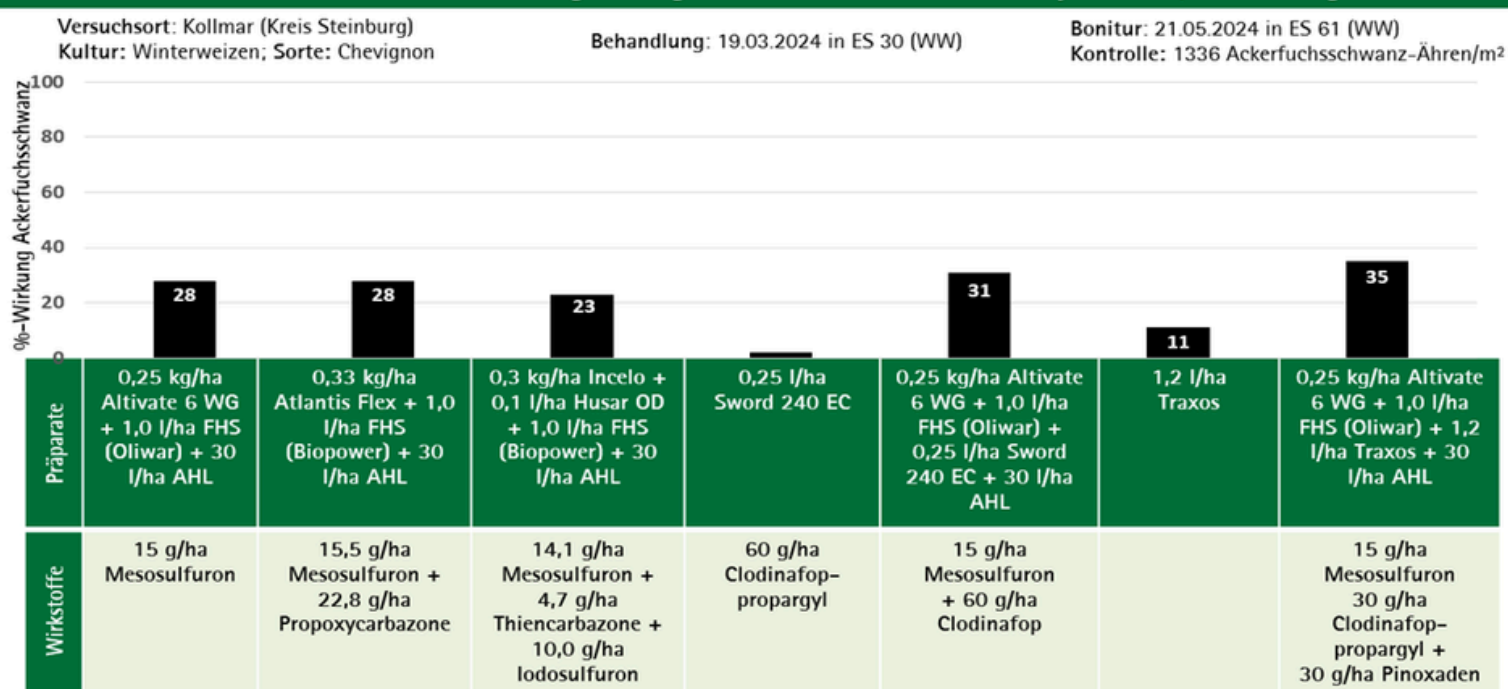 Versuchsort: Kollmar (Kreis Steinburg)
Kultur: Winterweizen; Sorte: Chevignon
Behandlung: 19.03.2024 in ES 30 (WW)
Bonitur: 21.05.2024 in ES 61 (WW)
Kontrolle: 1336 Ackerfuchsschwanz-Ähren/m²
%-Wirkung Ackerfuchsschwanz
100
80
60
40
20
0
28
28
23
31
11
35
Präparate
0,25 kg/ha
Altivate 6 WG
+ 1,0 l/ha FHS
(Oliwar) + 30
l/ha AHL
0,33 kg/ha
Atlantis Flex + 1,0
l/ha FHS
(Biopower) + 30
l/ha AHL
0,3 kg/ha Incelo +
0,1 l/ha Husar OD
+ 1,0 l/ha FHS
(Biopower) + 30
l/ha AHL
0,25 l/ha
Sword 240 EC
0,25 kg/ha Altivate
6 WG + 1,0 l/ha
FHS (Oliwar) +
0,25 l/ha Sword
240 EC + 30 l/ha
AHL
1,2 l/ha
Traxos
0,25 kg/ha Altivate
6 WG + 1,0 l/ha
FHS (Oliwar) + 1,2
l/ha Traxos + 30
l/ha AHL
Wirkstoffe
15 g/ha
Mesosulfuron
15,5 g/ha
Mesosulfuron +
22,8 g/ha
Propoxycarbazone
14,1 g/ha
Mesosulfuron +
4,7 g/ha
Thiencarbazone +
10,0 g/ha
Iodosulfuron
60 g/ha
Clodinafop-
propargyl
15 g/ha
Mesosulfuron
+ 60 g/ha
Clodinafop
15 g/ha
Mesosulfuron
30 g/ha
Clodinafop-
propargyl +
30 g/ha Pinoxaden